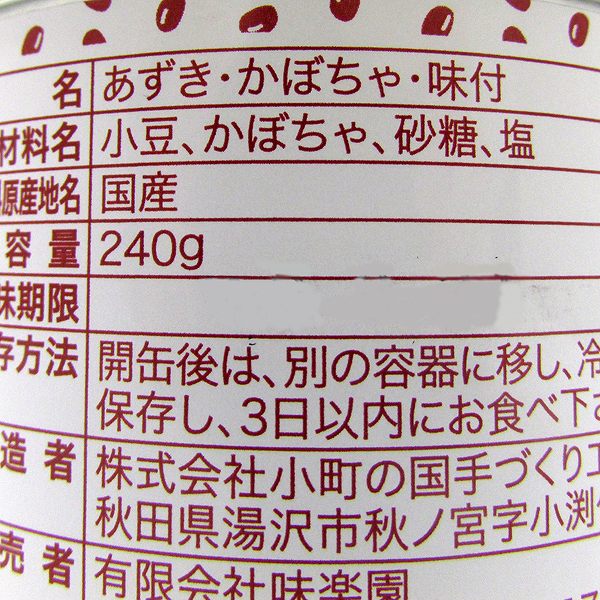 名 あずき・かぼちゃ・味付
材料名 小豆、かぼちゃ、砂糖、塩
原産地名 国産
容量 240g
味期限
存方法 開缶後は、別の容器に移し、冷
保存し、3日以内にお食べ下さ
造者 株式会社小町の国手づくり工
秋田県湯沢市秋ノ宮字小渕
売者 有限会社味楽園